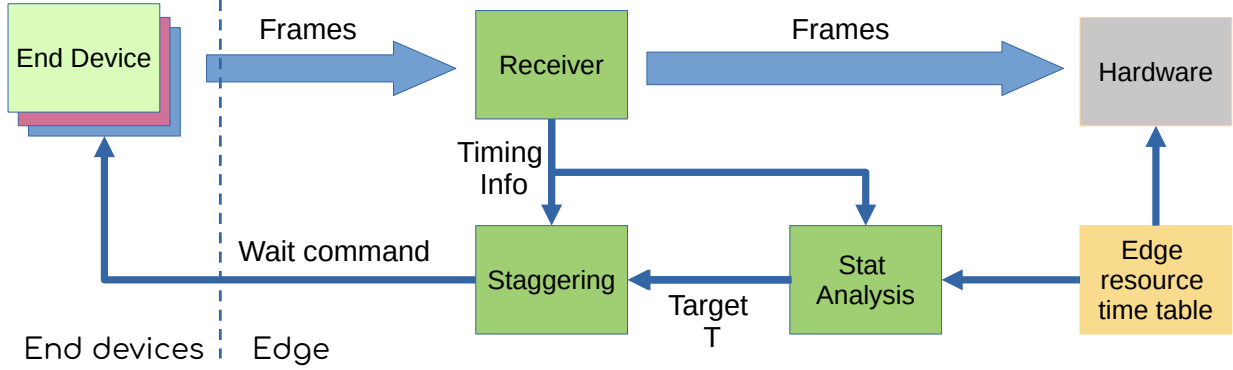 Frames
Frames
End Device
Receiver
Hardware
Timing
Info
Wait command
Staggering
Target
T
Stat
Analysis
Edge
resource
time table
End devices
Edge